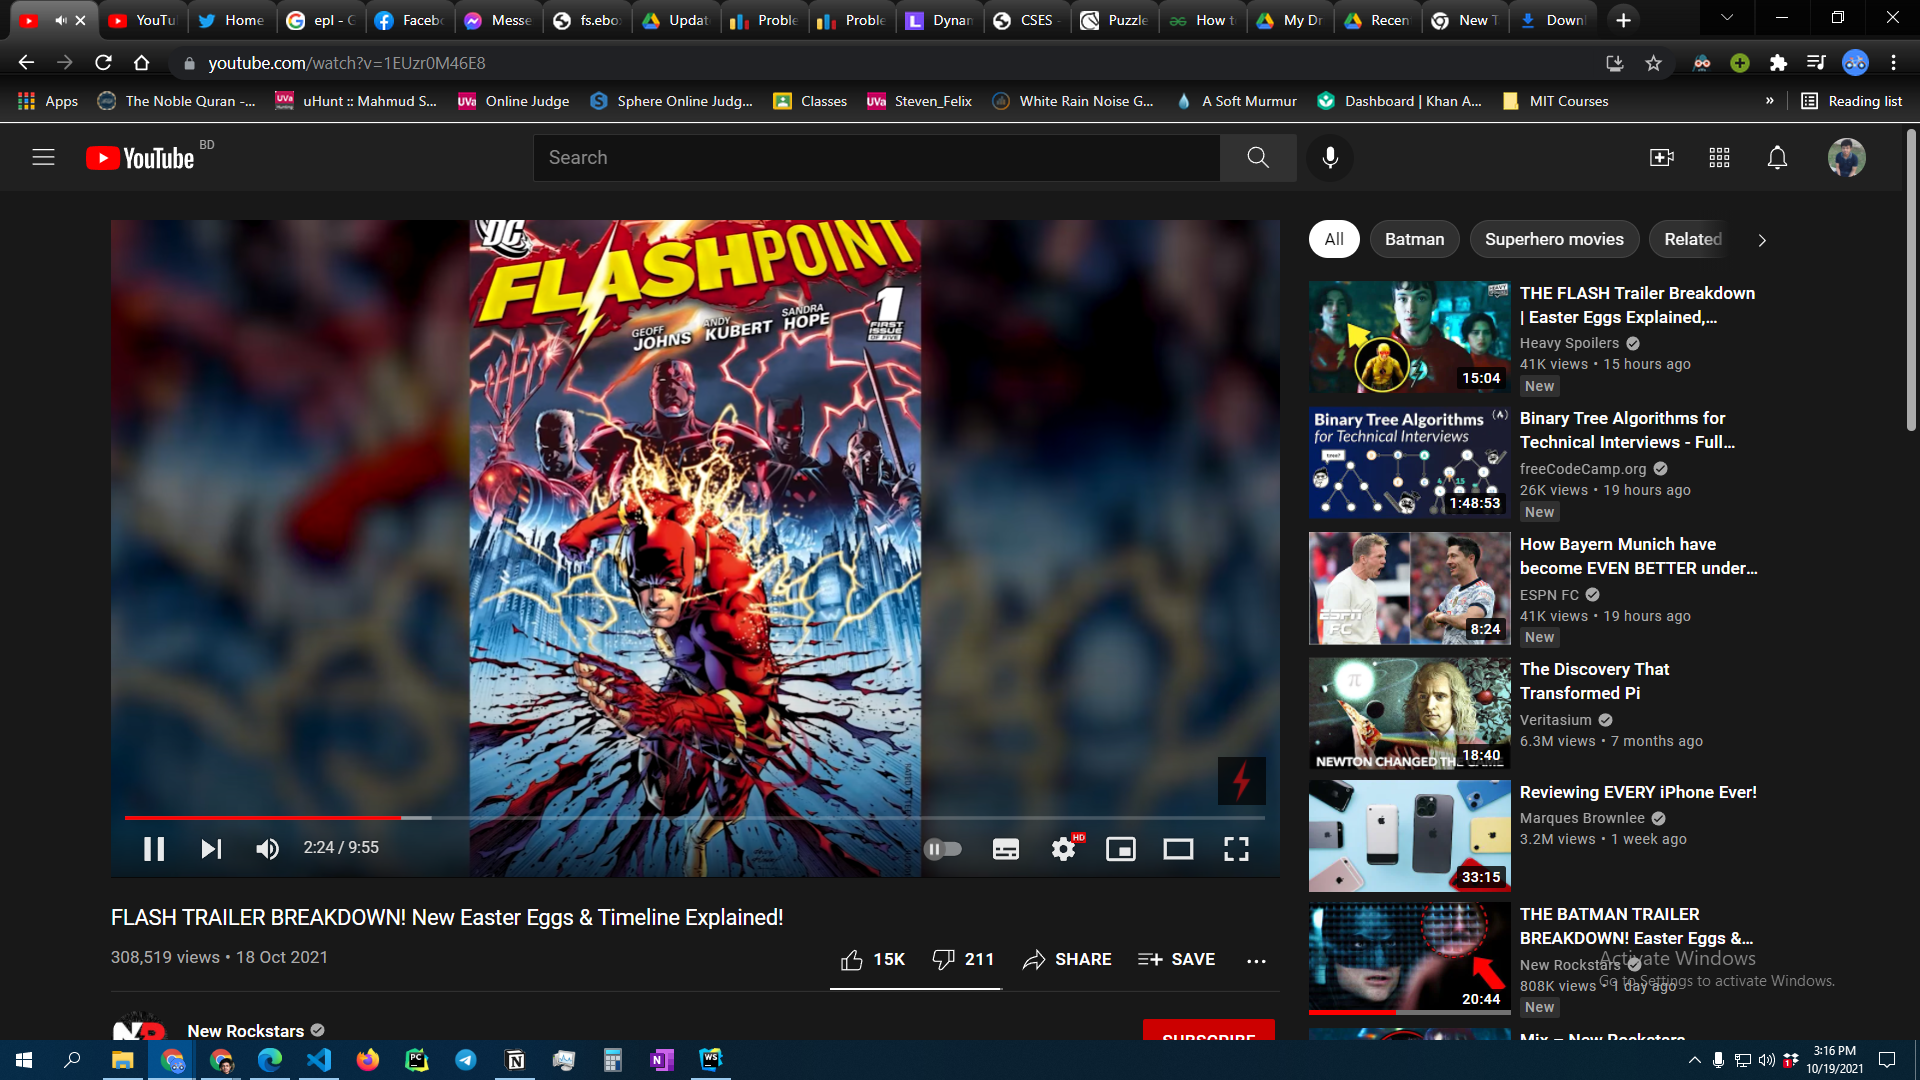 YouTu
Home
epl - G
Faceb
Messe
fs.ebo
Updat
Proble
Proble
Dynan
CSES -
Puzzle
How t
My Dr
Recen
New T
Downl
youtube.com/watch?v=1EUzr0M46E8
Apps
The Noble Quran -...
uHunt :: Mahmud S...
Online Judge
Sphere Online Judg...
Classes
Steven_Felix
White Rain Noise G...
A Soft Murmur
Dashboard | Khan A...
MIT Courses
»
Reading list
YouTube BD
Search
DC
FLASHPOINT
GEOFF JOHNS
ANDY KUBERT
SANDRA HOPE
1
FIRST ISSUE
OF FIVE
2:24 / 9:55
HD
FLASH TRAILER BREAKDOWN! New Easter Eggs & Timeline Explained!
308,519 views • 18 Oct 2021
15K
211
SHARE
SAVE
New Rockstars
SUBSCRIBE
All
Batman
Superhero movies
Related
15:04
THE FLASH Trailer Breakdown
| Easter Eggs Explained,...
Heavy Spoilers
41K views • 15 hours ago
New
Binary Tree Algorithms
for Technical Interviews
1:48:53
Binary Tree Algorithms for
Technical Interviews - Full...
freeCodeCamp.org
26K views • 19 hours ago
New
ESPN FC
8:24
How Bayern Munich have
become EVEN BETTER under...
ESPN FC
41K views • 19 hours ago
New
π
NEWTON CHANGED THE GAME
18:40
The Discovery That
Transformed Pi
Veritasium
6.3M views • 7 months ago
33:15
Reviewing EVERY iPhone Ever!
Marques Brownlee
3.2M views • 1 week ago
20:44
THE BATMAN TRAILER
BREAKDOWN! Easter Eggs &...
New Rockstars
808K views • 1 day ago
New
Activate Windows
Go to Settings to activate Windows.
Mix – New Rockstars
3:16 PM
10/19/2021